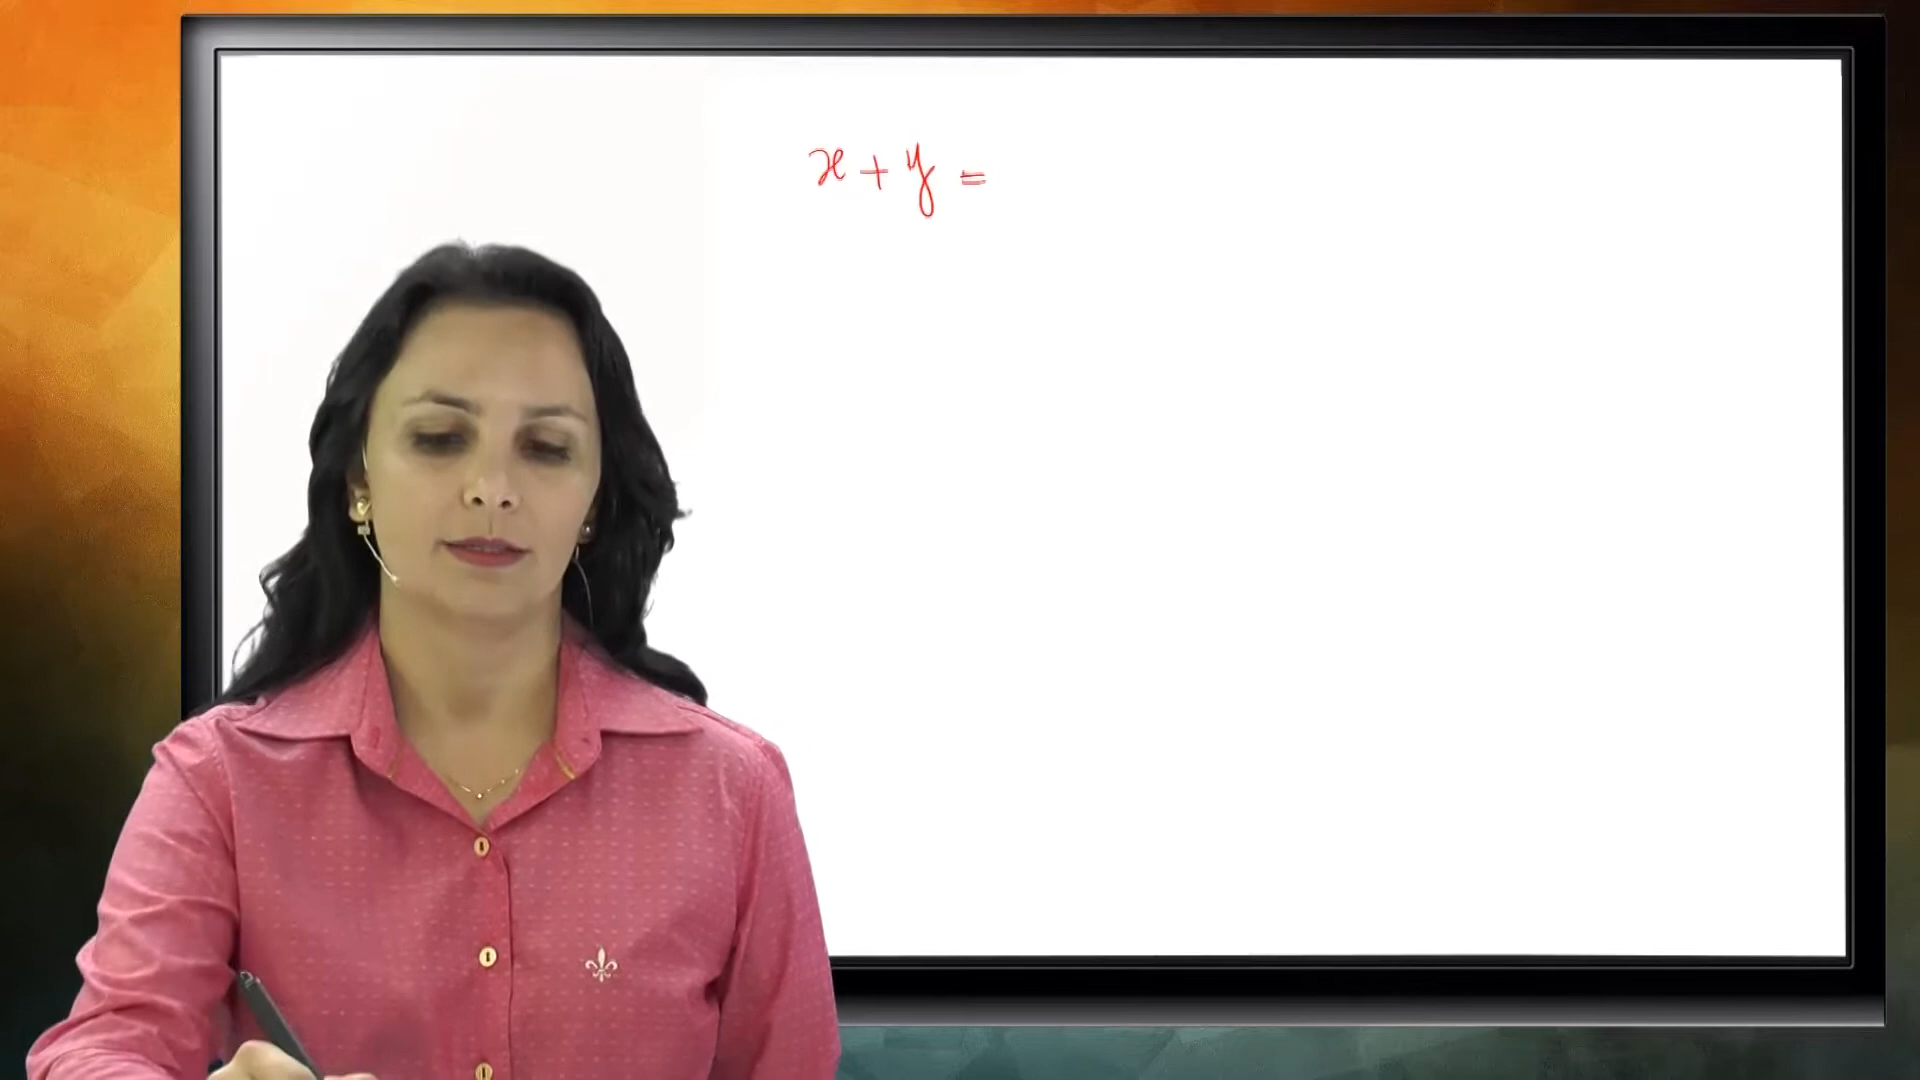 x + y =